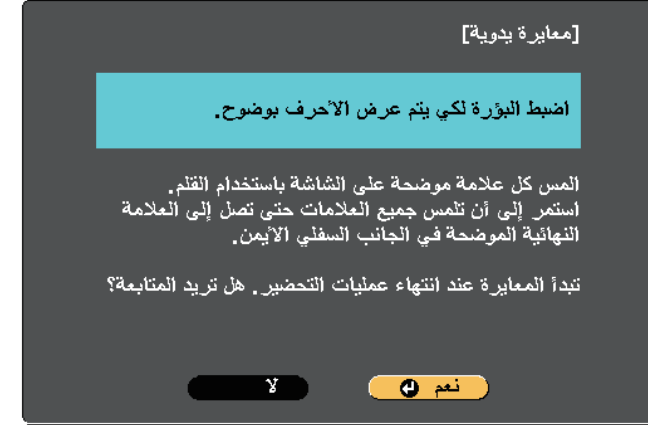 [معايرة يدوية]
اضبط البؤرة لكي يتم عرض الأحرف بوضوح.
المس كل علامة موضحة على الشاشة باستخدام القلم.
استمر إلى أن تلمس جميع العلامات حتى تصل إلى العلامة
النهائية الموضحة في الجانب السفلي الأيمن.
تبدأ المعايرة عند انتهاء عمليات التحضير. هل تريد المتابعة؟
نعم
لا